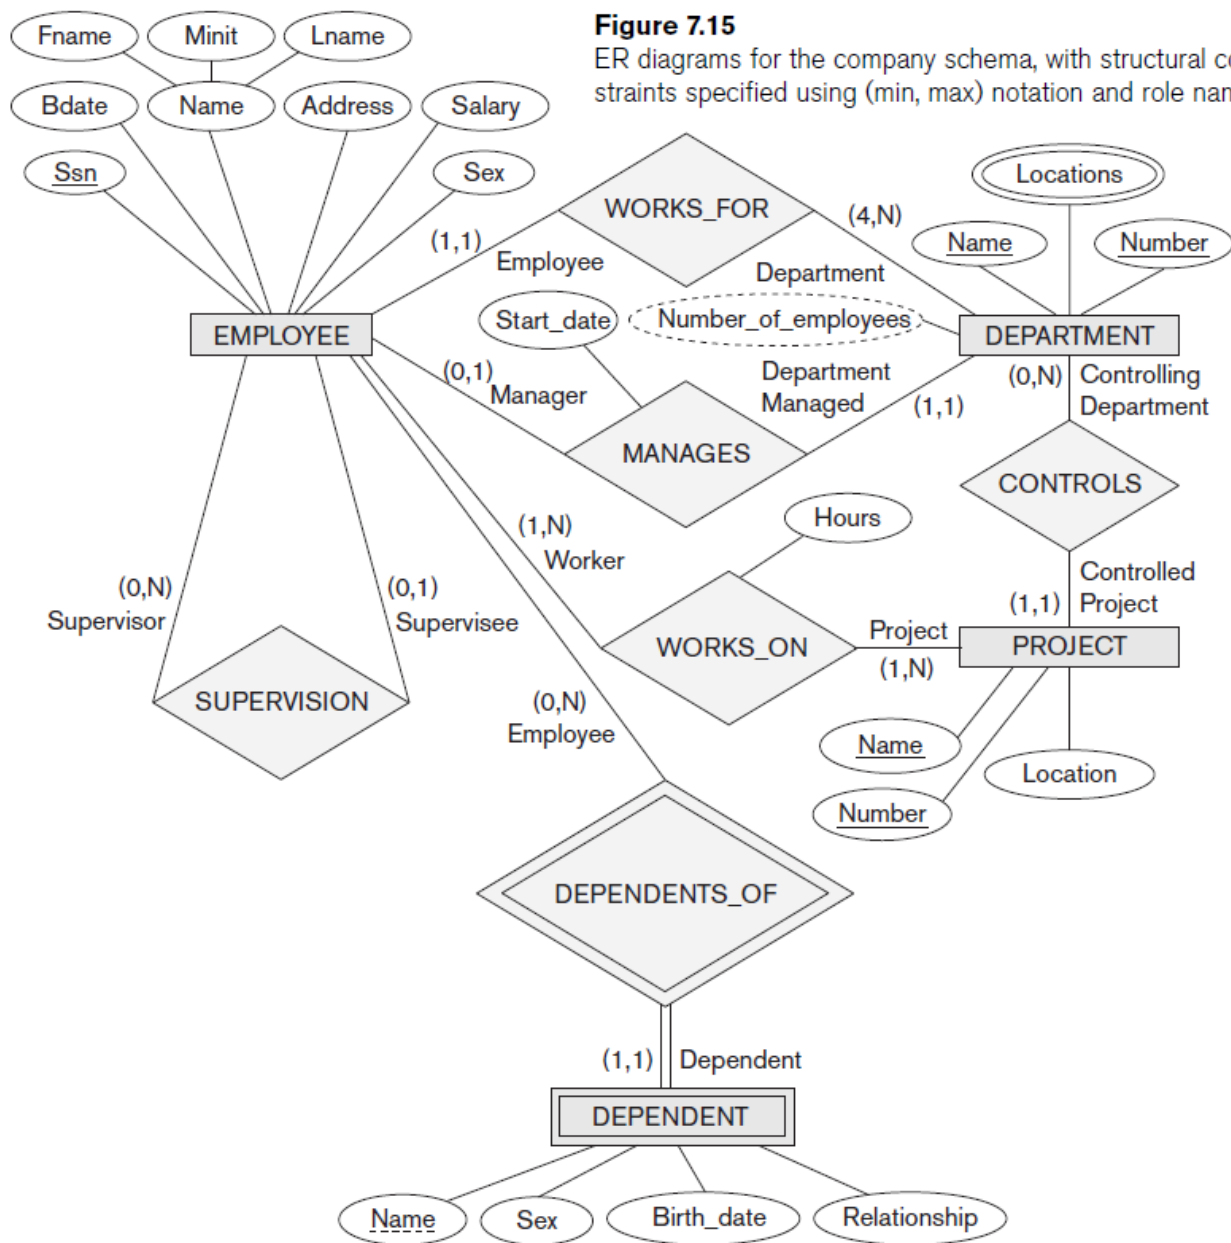 Figure 7.15
ER diagrams for the company schema, with structural co
straints specified using (min, max) notation and role nam
Fname
Minit
Lname
Bdate
Name
Address
Salary
Ssn
Sex
WORKS_FOR
Locations
Name
Number
(1,1)
Employee
(4,N)
Department
EMPLOYEE
Start_date
Number_of_employees
DEPARTMENT
(0,1)
Manager
Department
Managed
(1,1)
(0,N)
Controlling
Department
MANAGES
CONTROLS
Hours
(1,N)
Worker
(0,N)
Supervisor
(0,1)
Supervisee
Controlled
Project
(1,1)
SUPERVISION
WORKS_ON
Project
(1,N)
PROJECT
(0,N)
Employee
Name
Number
Location
DEPENDENTS_OF
(1,1)
Dependent
DEPENDENT
Name
Sex
Birth_date
Relationship